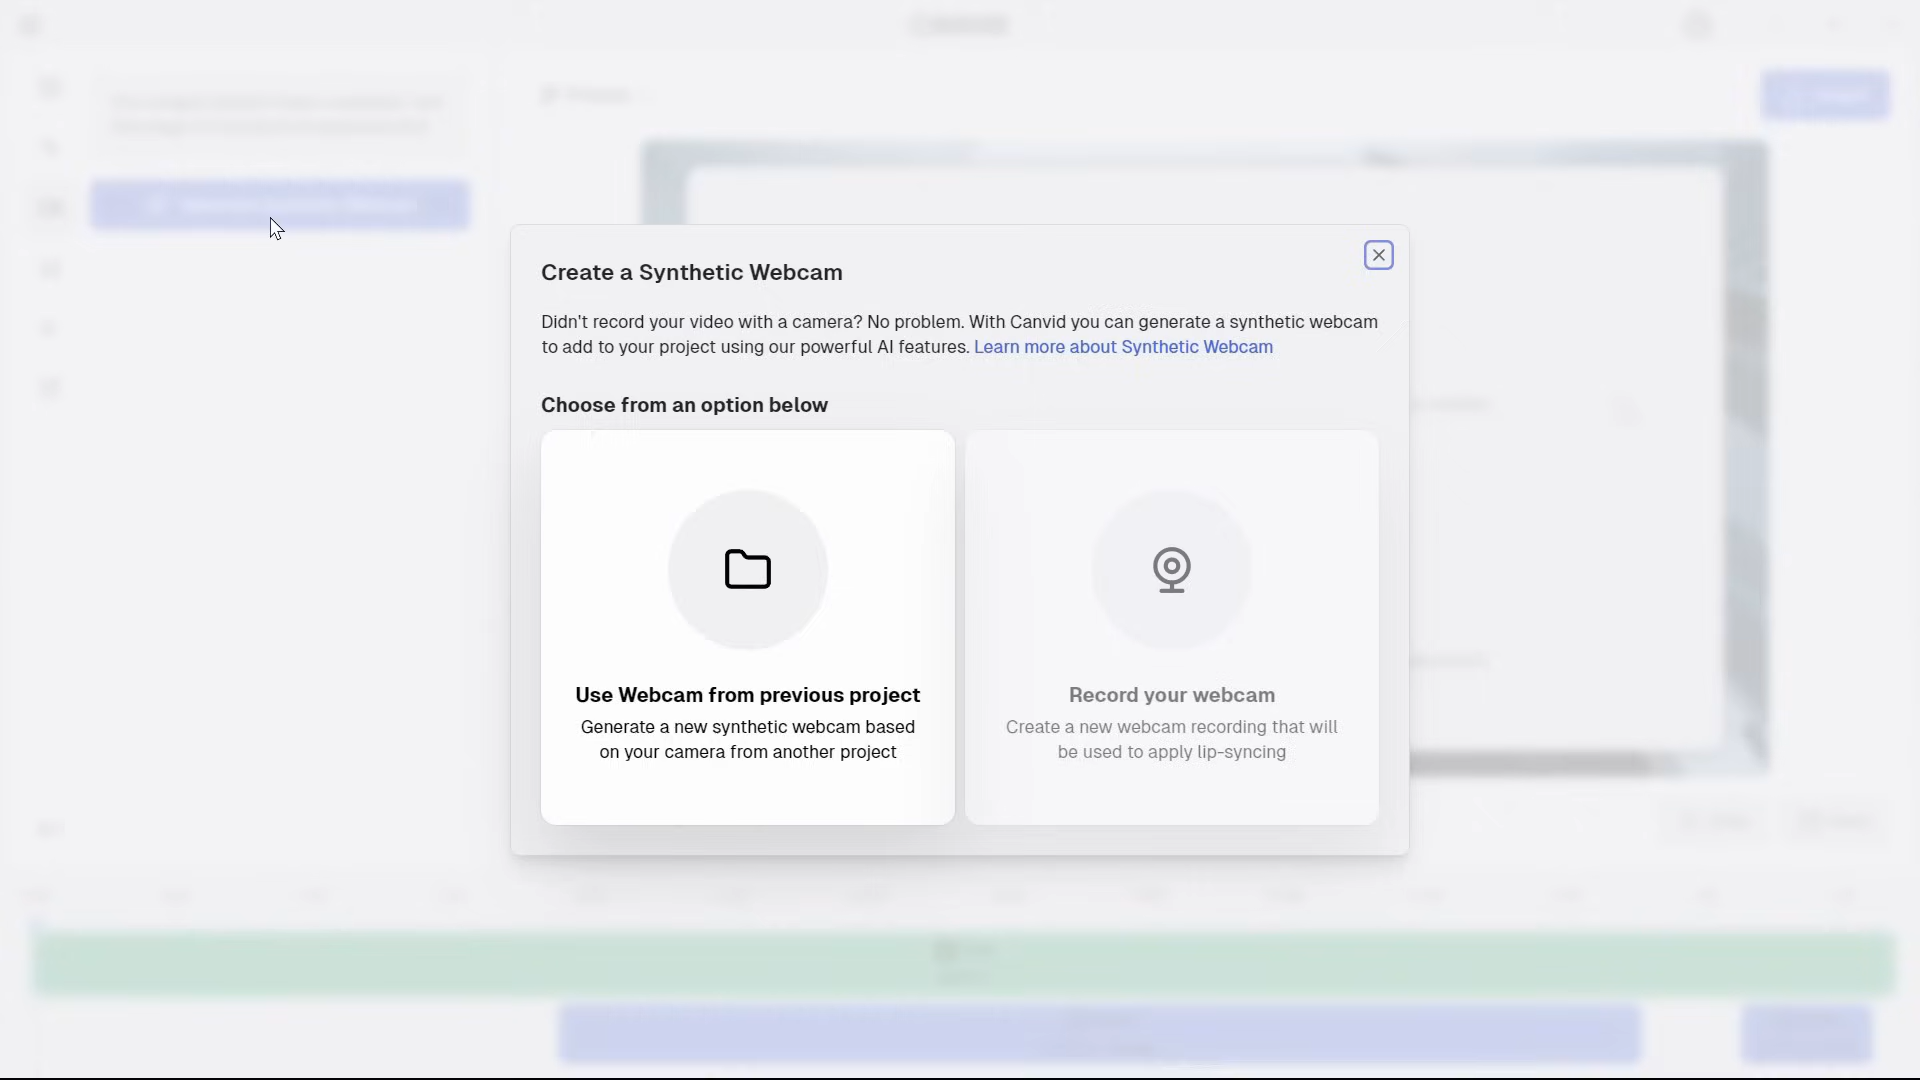 Create a Synthetic Webcam
Didn't record your video with a camera? No problem. With Canvid you can generate a synthetic webcam
to add to your project using our powerful AI features. Learn more about Synthetic Webcam
Choose from an option below
Use Webcam from previous project
Generate a new synthetic webcam based
on your camera from another project
Record your webcam
Create a new webcam recording that will
be used to apply lip-syncing